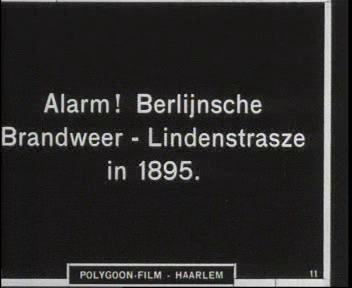 Alarm! Berlijnsche
Brandweer - Lindenstrasze
in 1895.
POLYGOON-FILM - HAARLEM
11